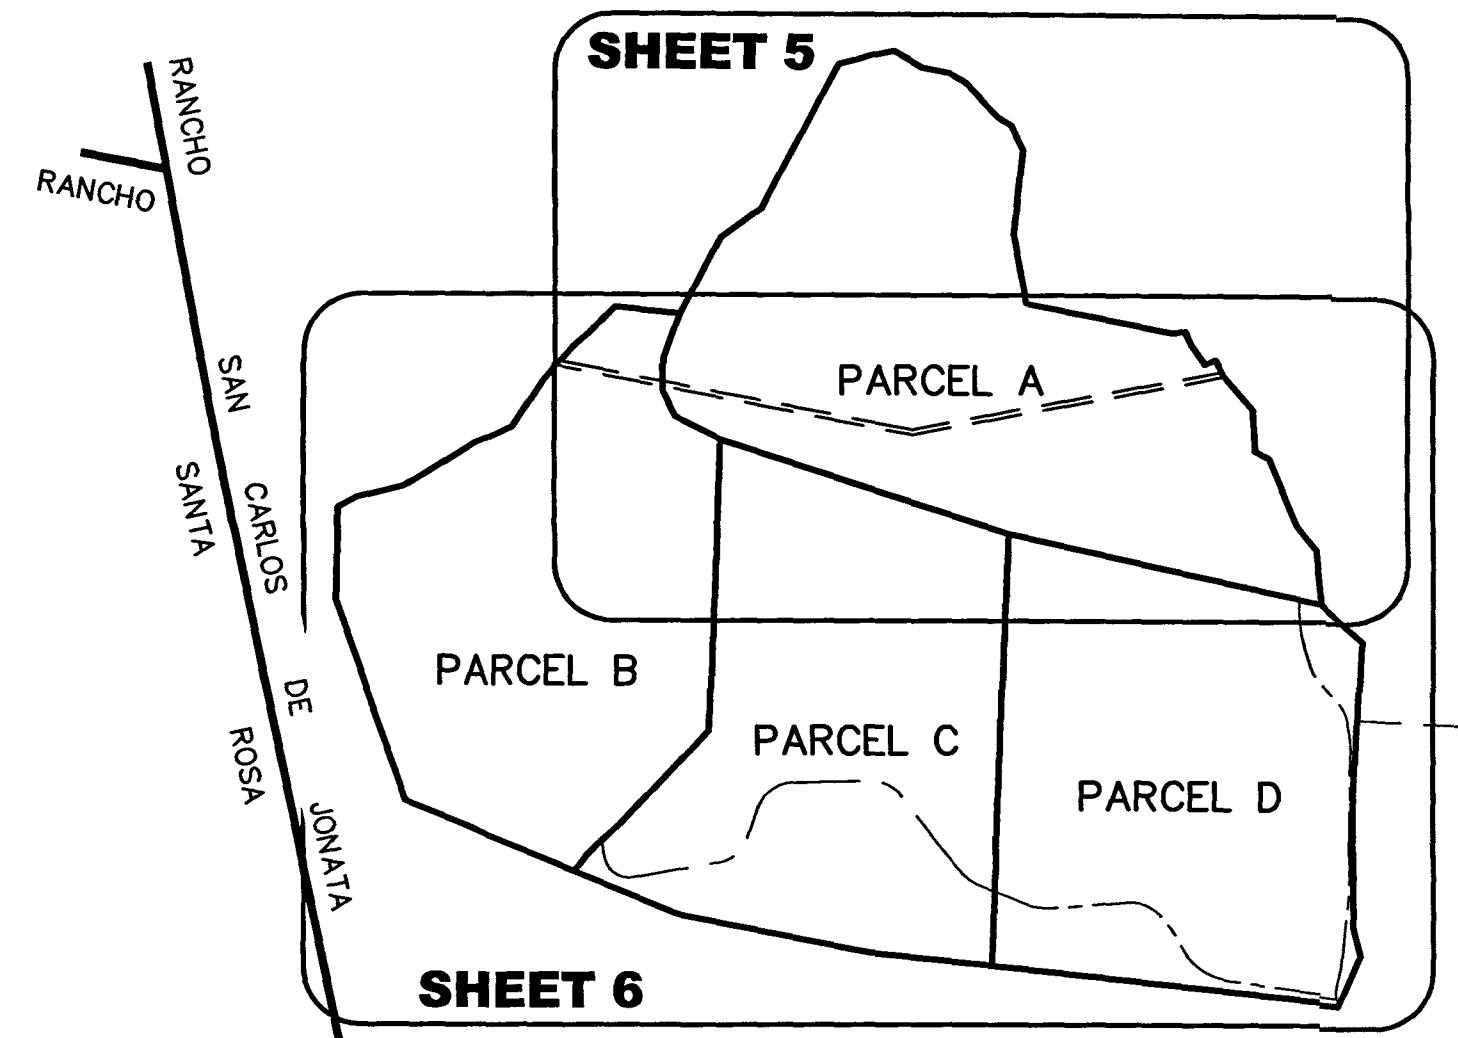 SHEET 5
RANCHO
RANCHO
SAN CARLOS DE JONATA
SANTA ROSA
PARCEL A
PARCEL B
PARCEL C
PARCEL D
SHEET 6